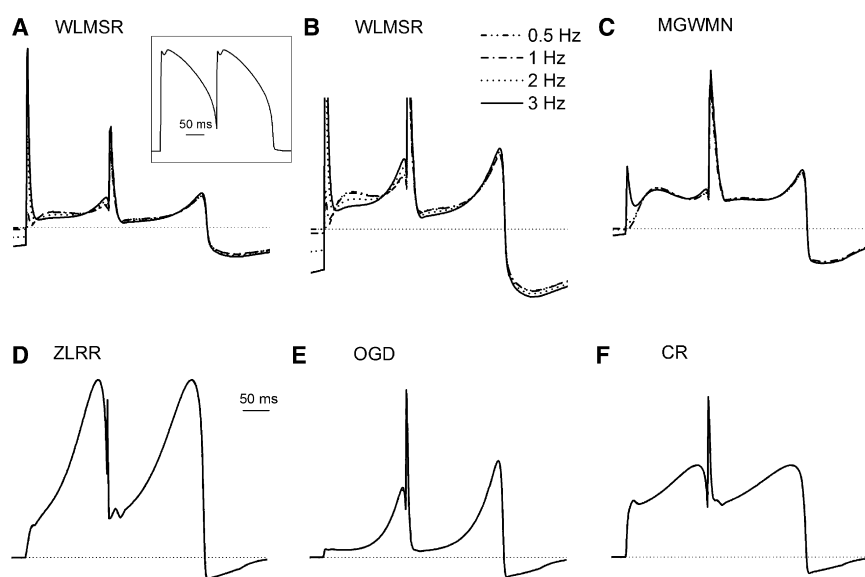 A WLMSR
50 ms
B WLMSR
0.5 Hz
1 Hz
2 Hz
3 Hz
C MGWMN
D ZLRR
50 ms
E OGD
F CR